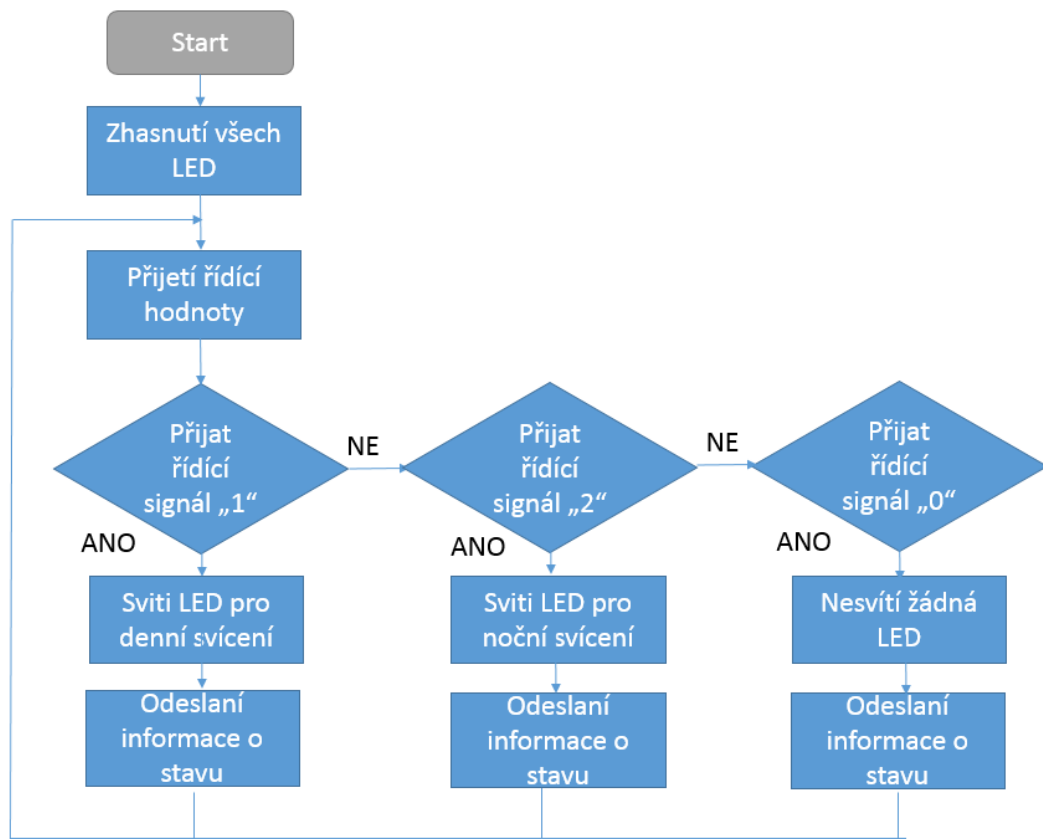 Start
Zhasnutí všech
LED
Přijetí řídící
hodnoty
Přijat
řídící
signál „1“
NE
Přijat
řídící
signál „2“
NE
Přijat
řídící
signál „0“
ANO
ANO
ANO
Sviti LED pro
denní svícení
Sviti LED pro
noční svícení
Nesvítí žádná
LED
Odeslaní
informace o
stavu
Odeslaní
informace o
stavu
Odeslaní
informace o
stavu